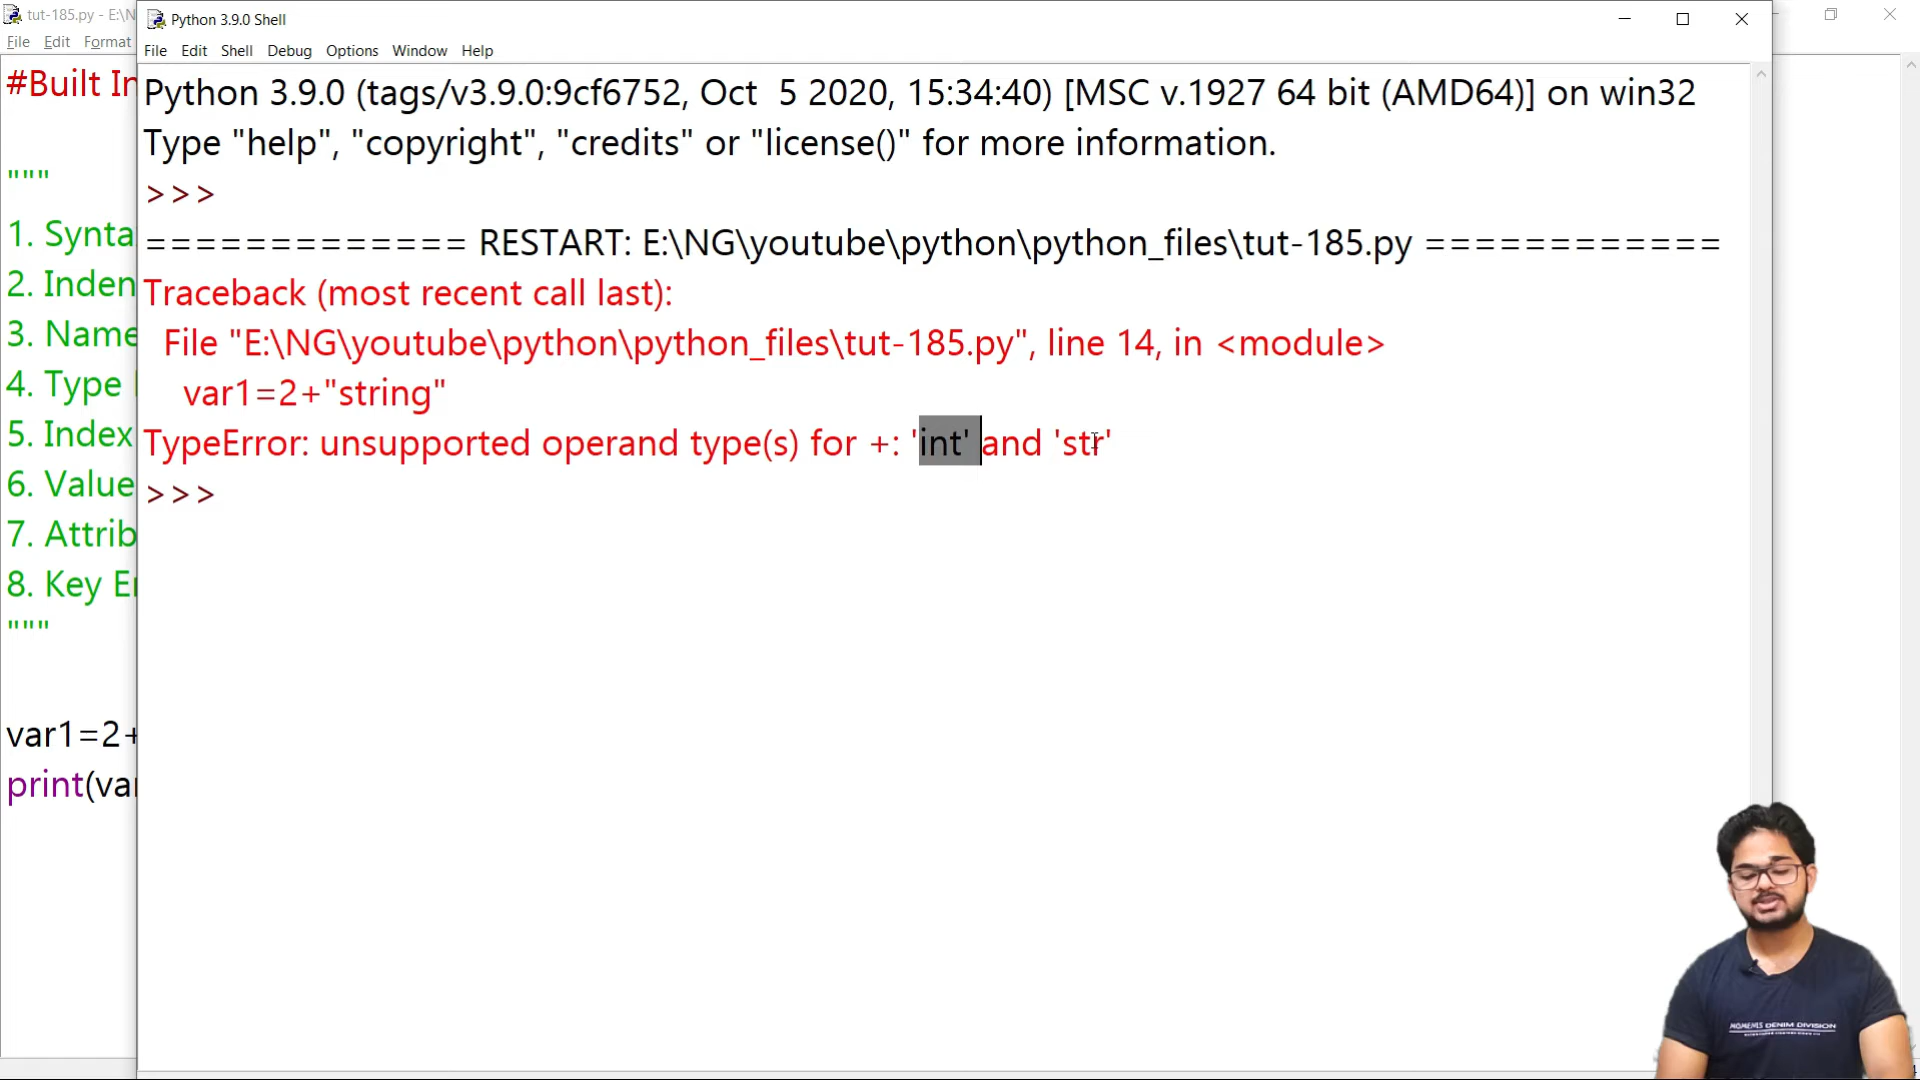 tut-185.py - E:\N
File Edit Format
#Built In
"""
1. Synta
2. Inden
3. Name
4. Type
5. Index
6. Value
7. Attrib
8. Key Er
"""
var1=2+
print(var
Python 3.9.0 Shell
File Edit Shell Debug Options Window Help
Python 3.9.0 (tags/v3.9.0:9cf6752, Oct  5 2020, 15:34:40) [MSC v.1927 64 bit (AMD64)] on win32
Type "help", "copyright", "credits" or "license()" for more information.
>>>
============= RESTART: E:\NG\youtube\python\python_files\tut-185.py ============
Traceback (most recent call last):
File "E:\NG\youtube\python\python_files\tut-185.py", line 14, in <module>
var1=2+"string"
TypeError: unsupported operand type(s) for +: 'int' and 'str'
>>>
DENIM DIVISION